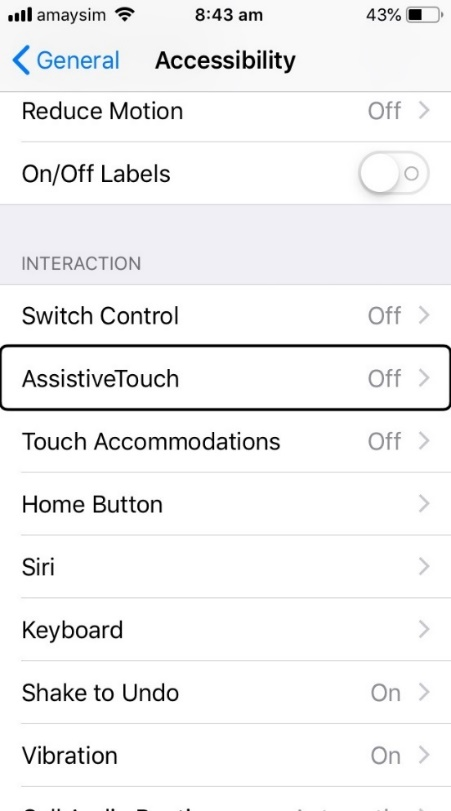 amaysim 8:43 am 43%
General Accessibility
Reduce Motion Off
On/Off Labels
INTERACTION
Switch Control Off
AssistiveTouch Off
Touch Accommodations Off
Home Button
Siri
Keyboard
Shake to Undo On
Vibration On